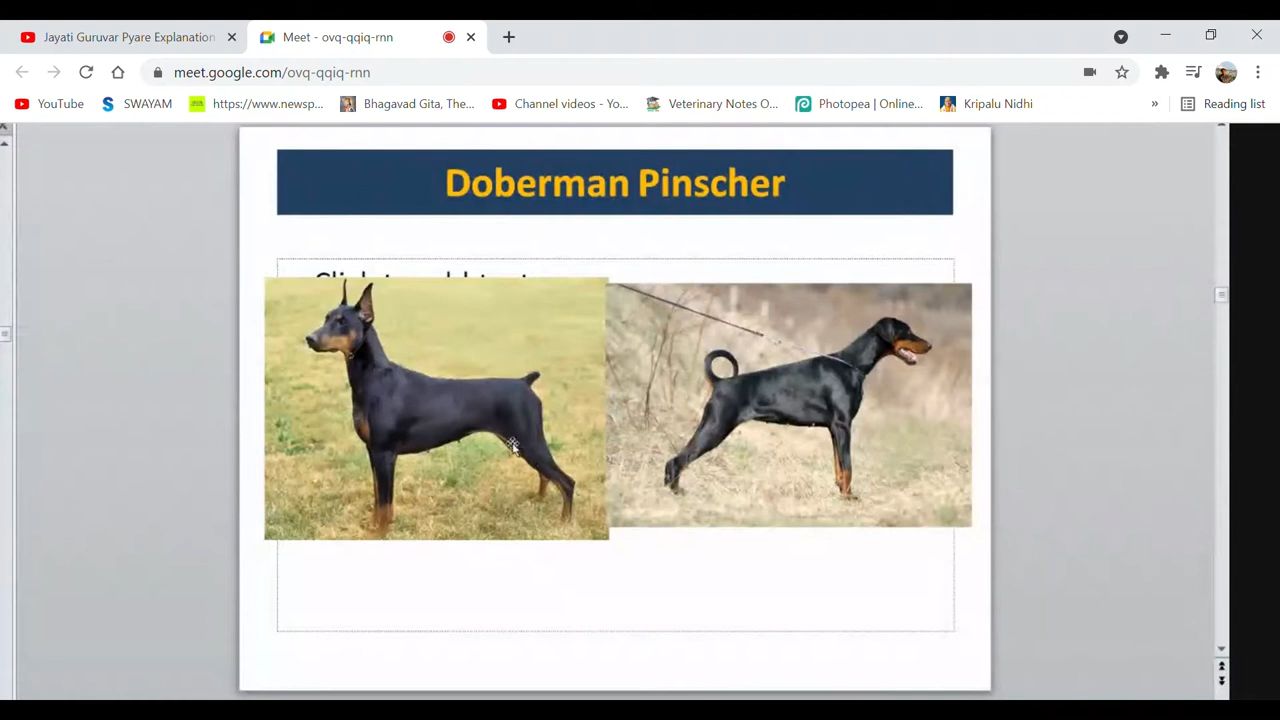 Jayati Guruvar Pyare Explanation
Meet - ovq-qqiq-rnn
meet.google.com/ovq-qqiq-rnn
YouTube
SWAYAM
https://www.newsp...
Bhagavad Gita, The...
Channel videos - Yo...
Veterinary Notes O...
Photopea | Online...
Kripalu Nidhi
»
Reading list
Doberman Pinscher